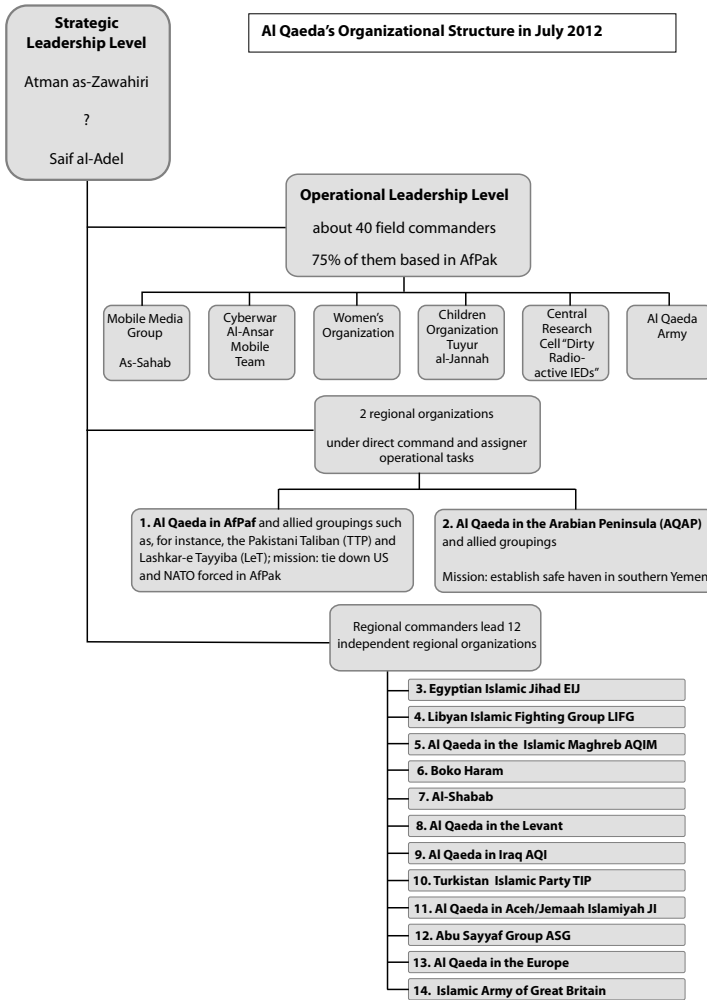 Strategic
Leadership Level
Atman as-Zawahiri
?
Saif al-Adel
Al Qaeda's Organizational Structure in July 2012
Operational Leadership Level
about 40 field commanders
75% of them based in AfPak
Mobile Media
Group
As-Sahab
Cyberwar
Al-Ansar
Mobile
Team
Women's
Organization
Children
Organization
Tuyur
al-Jannah
Central
Research
Cell "Dirty
Radio-
active IEDs"
Al Qaeda
Army
2 regional organizations
under direct command and assigner
operational tasks
1. Al Qaeda in AfPaf and allied groupings such
as, for instance, the Pakistani Taliban (TTP) and
Lashkar-e Tayyiba (LeT); mission: tie down US
and NATO forced in AfPak
2. Al Qaeda in the Arabian Peninsula (AQAP)
and allied groupings
Mission: establish safe haven in southern Yemen
Regional commanders lead 12
independent regional organizations
3. Egyptian Islamic Jihad EIJ
4. Libyan Islamic Fighting Group LIFG
5. Al Qaeda in the Islamic Maghreb AQIM
6. Boko Haram
7. Al-Shabab
8. Al Qaeda in the Levant
9. Al Qaeda in Iraq AQI
10. Turkistan Islamic Party TIP
11. Al Qaeda in Aceh/Jemaah Islamiyah JI
12. Abu Sayyaf Group ASG
13. Al Qaeda in the Europe
14. Islamic Army of Great Britain